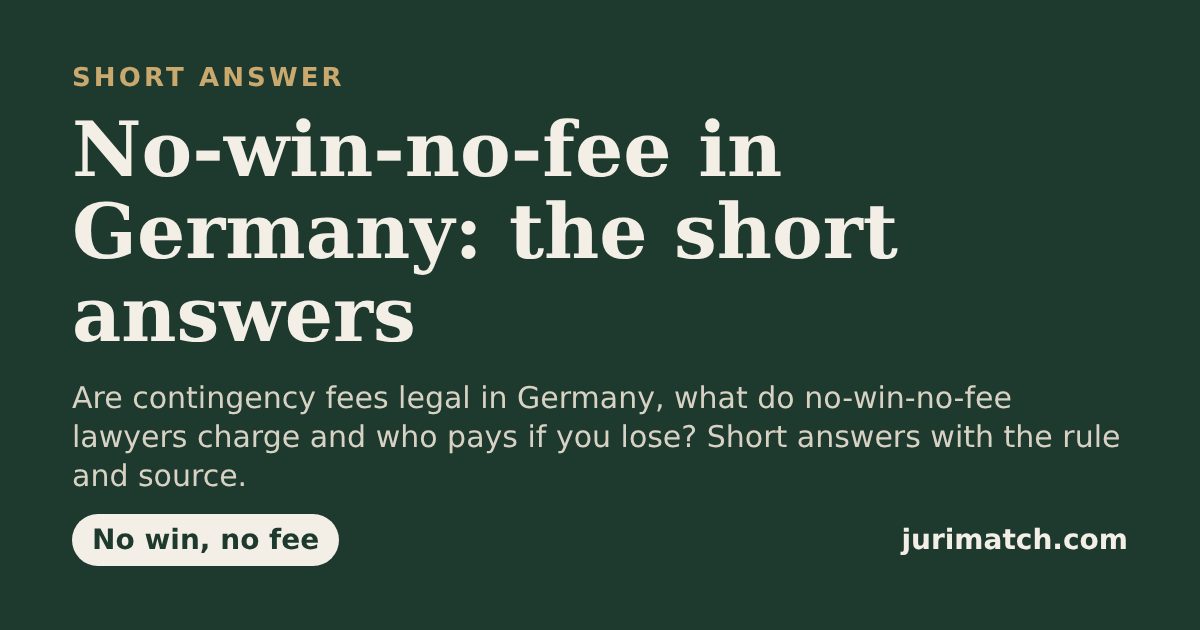 SHORT ANSWER
No-win-no-fee in
Germany: the short
answers
Are contingency fees legal in Germany, what do no-win-no-fee
lawyers charge and who pays if you lose? Short answers with the rule
and source.
No win, no fee
jurimatch.com